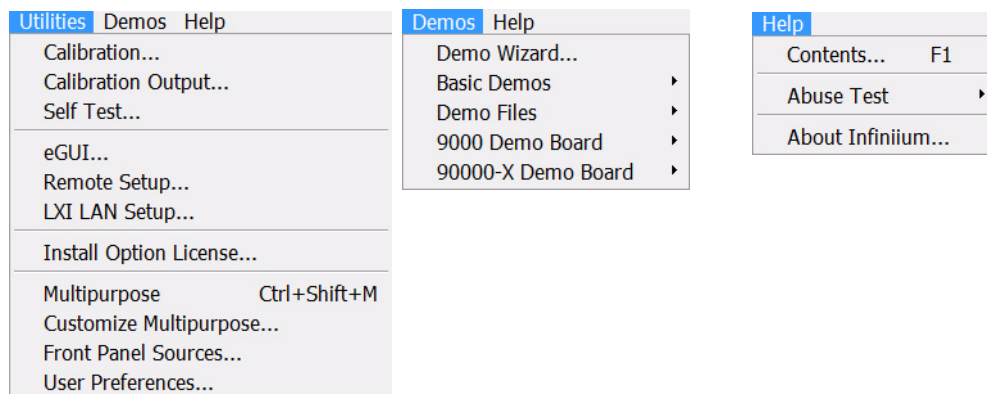 Utilities Demos Help
Calibration...
Calibration Output...
Self Test...
eGUI...
Remote Setup...
LXI LAN Setup...
Install Option License...
Multipurpose Ctrl+Shift+M
Customize Multipurpose...
Front Panel Sources...
User Preferences...
Demos Help
Demo Wizard...
Basic Demos
Demo Files
9000 Demo Board
90000-X Demo Board
Help
Contents... F1
Abuse Test
About Infiniium...